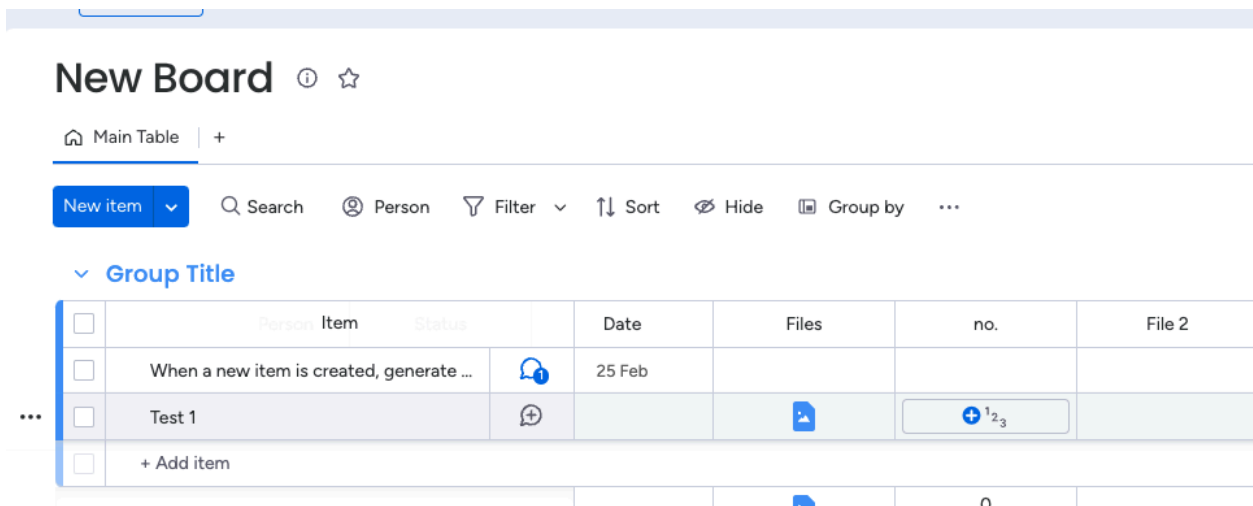 New Board
Main Table +
New item Search Person Filter Sort Hide Group by ...
Group Title
Person Item Status Date Files no. File 2
When a new item is created, generate ... 1 25 Feb
Test 1 123
+ Add item
0